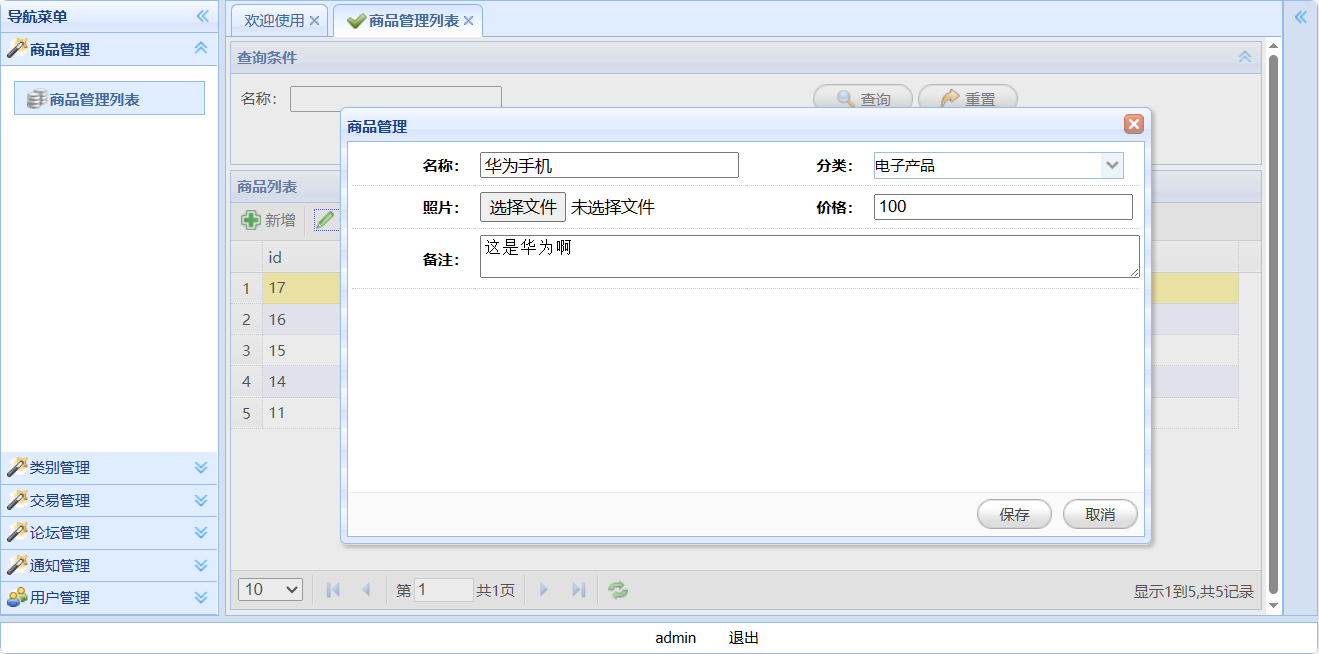 导航菜单
商品管理
商品管理列表
类别管理
交易管理
论坛管理
通知管理
用户管理
欢迎使用
商品管理列表
查询条件
名称：
查询
重置
商品列表
新增
id
1 17
2 16
3 15
4 14
5 11
商品管理
名称： 华为手机 分类： 电子产品
照片： 选择文件 未选择文件 价格： 100
备注： 这是华为啊
保存 取消
10 第 1 共1页 显示1到5,共5记录
admin 退出